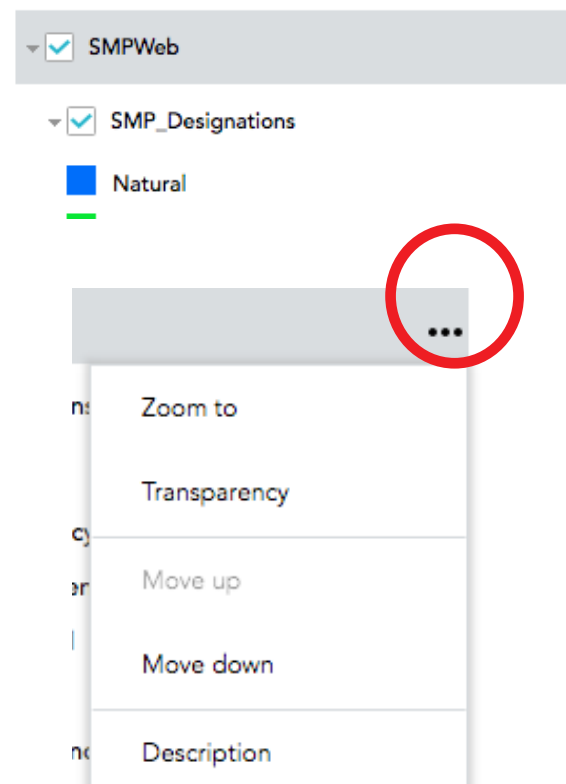 SMPWeb
SMP_Designations
Natural
•••
Zoom to
Transparency
Move up
Move down
Description